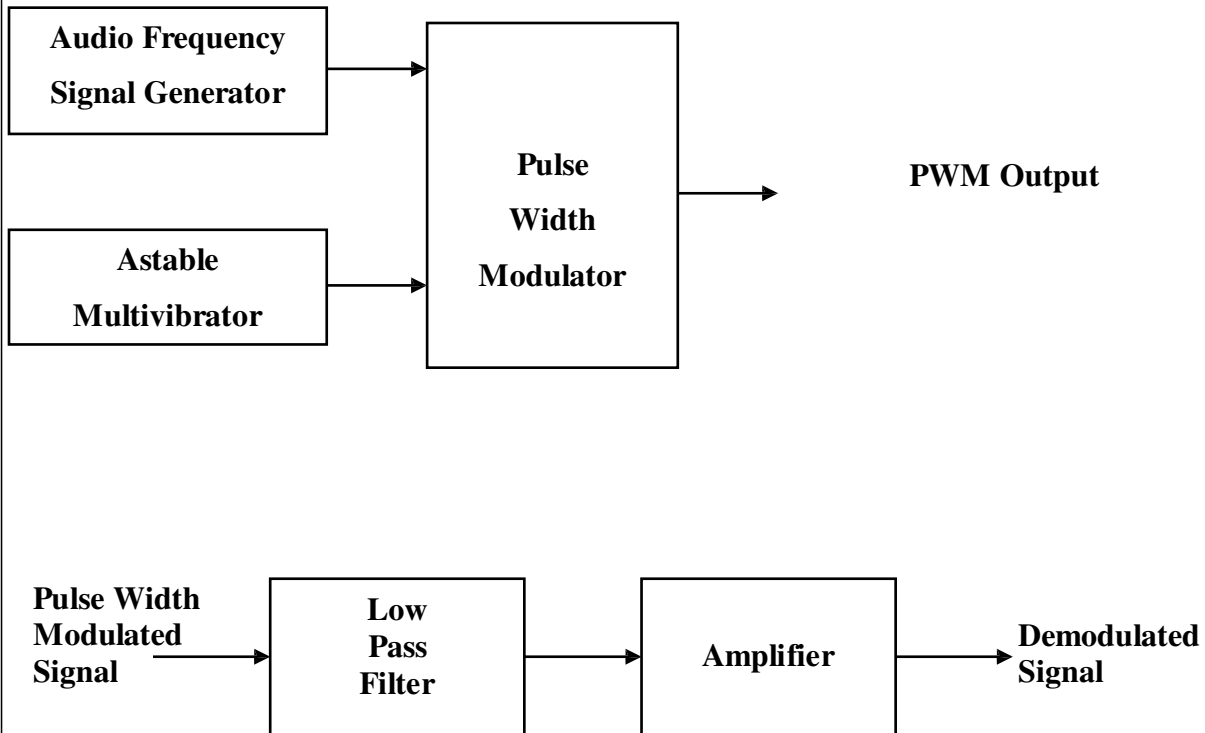 Audio Frequency
Signal Generator
Pulse
Width
Modulator
PWM Output
Astable
Multivibrator
Pulse Width
Modulated
Signal
Low
Pass
Filter
Amplifier
Demodulated
Signal